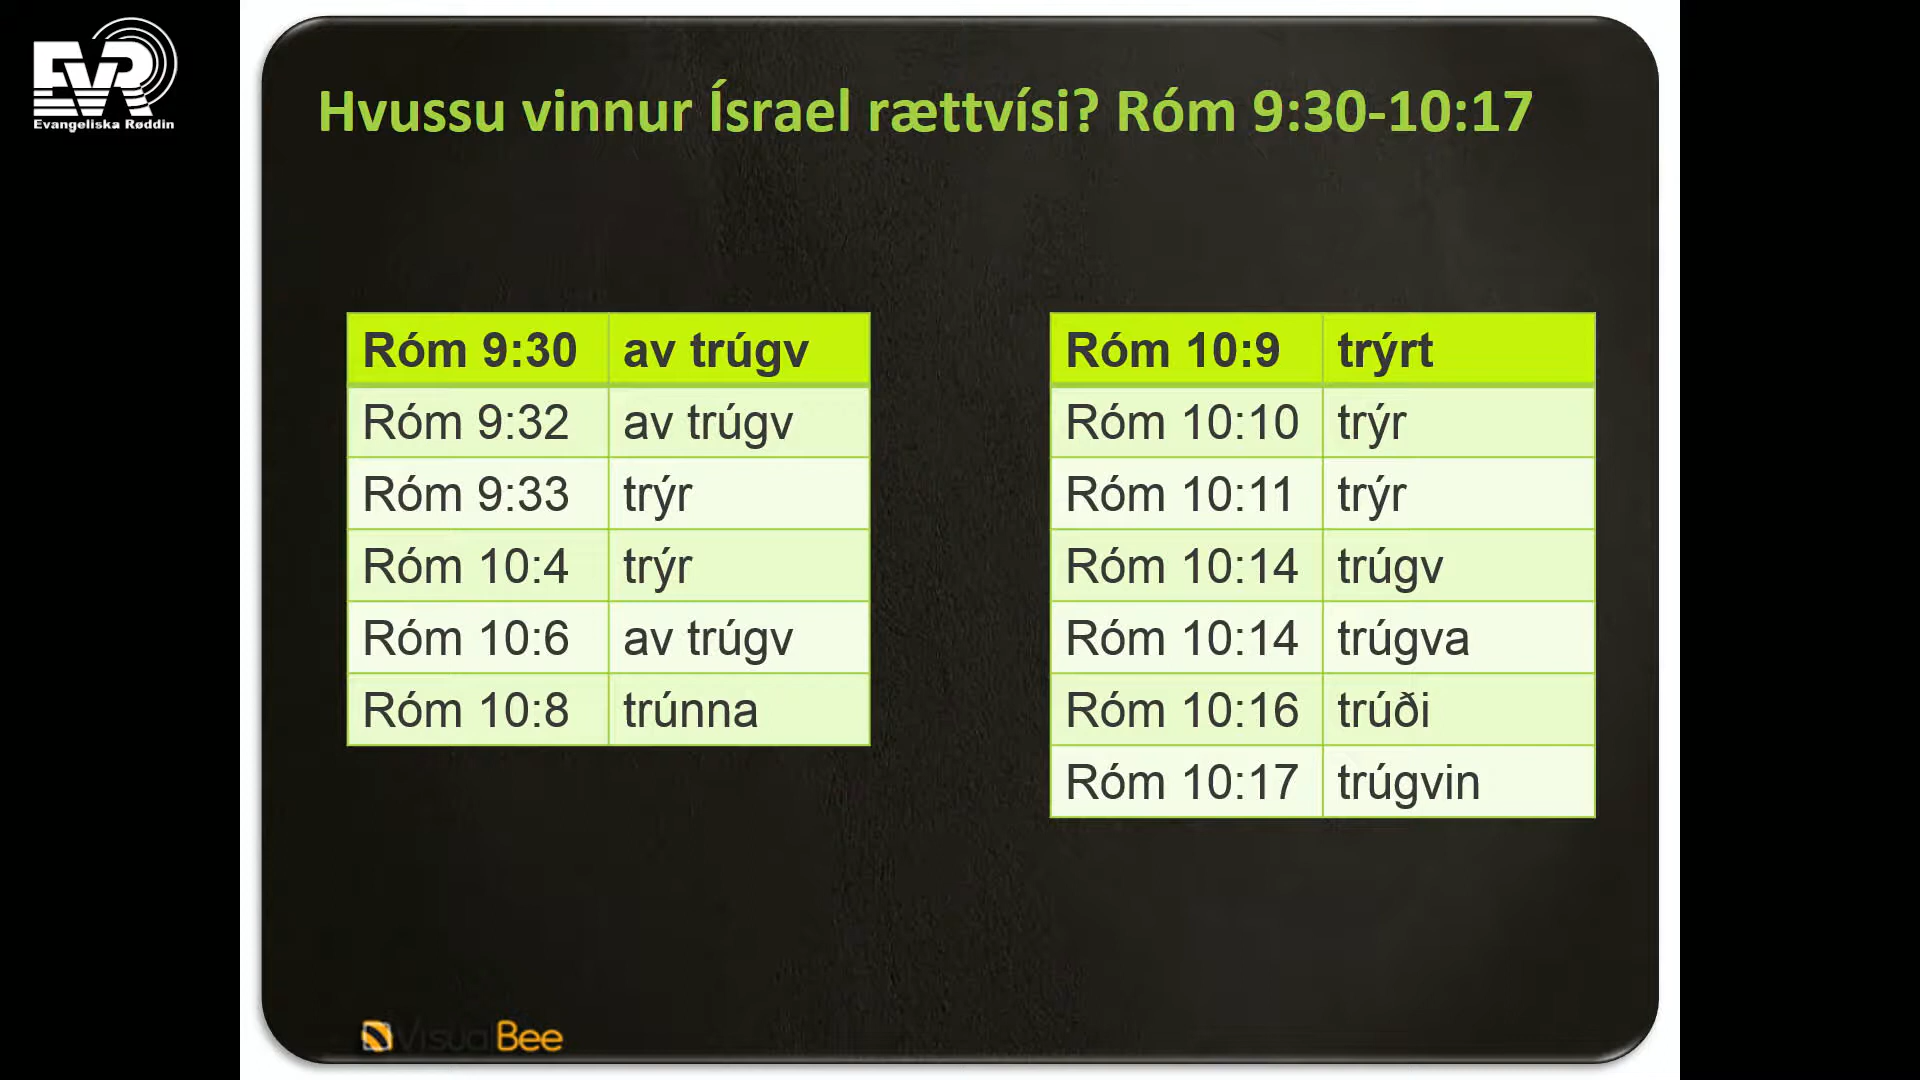 EVR
Evangeliska Røddin
Hvussu vinnur Ísrael rættvísi? Róm 9:30-10:17
Róm 9:30 av trúgv
Róm 9:32 av trúgv
Róm 9:33 trýr
Róm 10:4 trýr
Róm 10:6 av trúgv
Róm 10:8 trúnna
Róm 10:9 trýrt
Róm 10:10 trýr
Róm 10:11 trýr
Róm 10:14 trúgv
Róm 10:14 trúgva
Róm 10:16 trúði
Róm 10:17 trúgvin
VisualBee